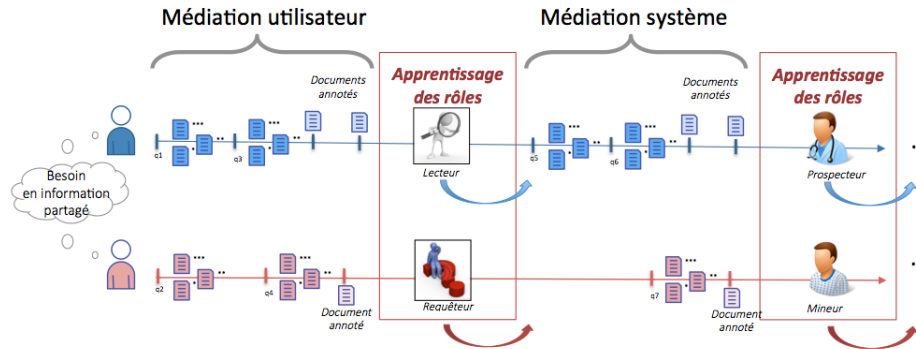 Médiation utilisateur
Médiation système
Documents
annotés
Apprentissage
des rôles
Documents
annotés
Apprentissage
des rôles
q1
q3
Lecteur
q5
q6
Prospecteur
Besoin
en information
partagé
q2
q4
Document
annoté
Requêteur
q7
Document
annoté
Mineur